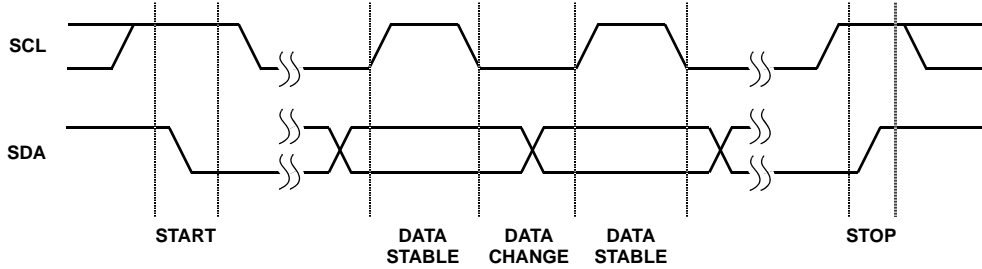 SCL
SDA
START
DATA
STABLE
DATA
CHANGE
DATA
STABLE
STOP